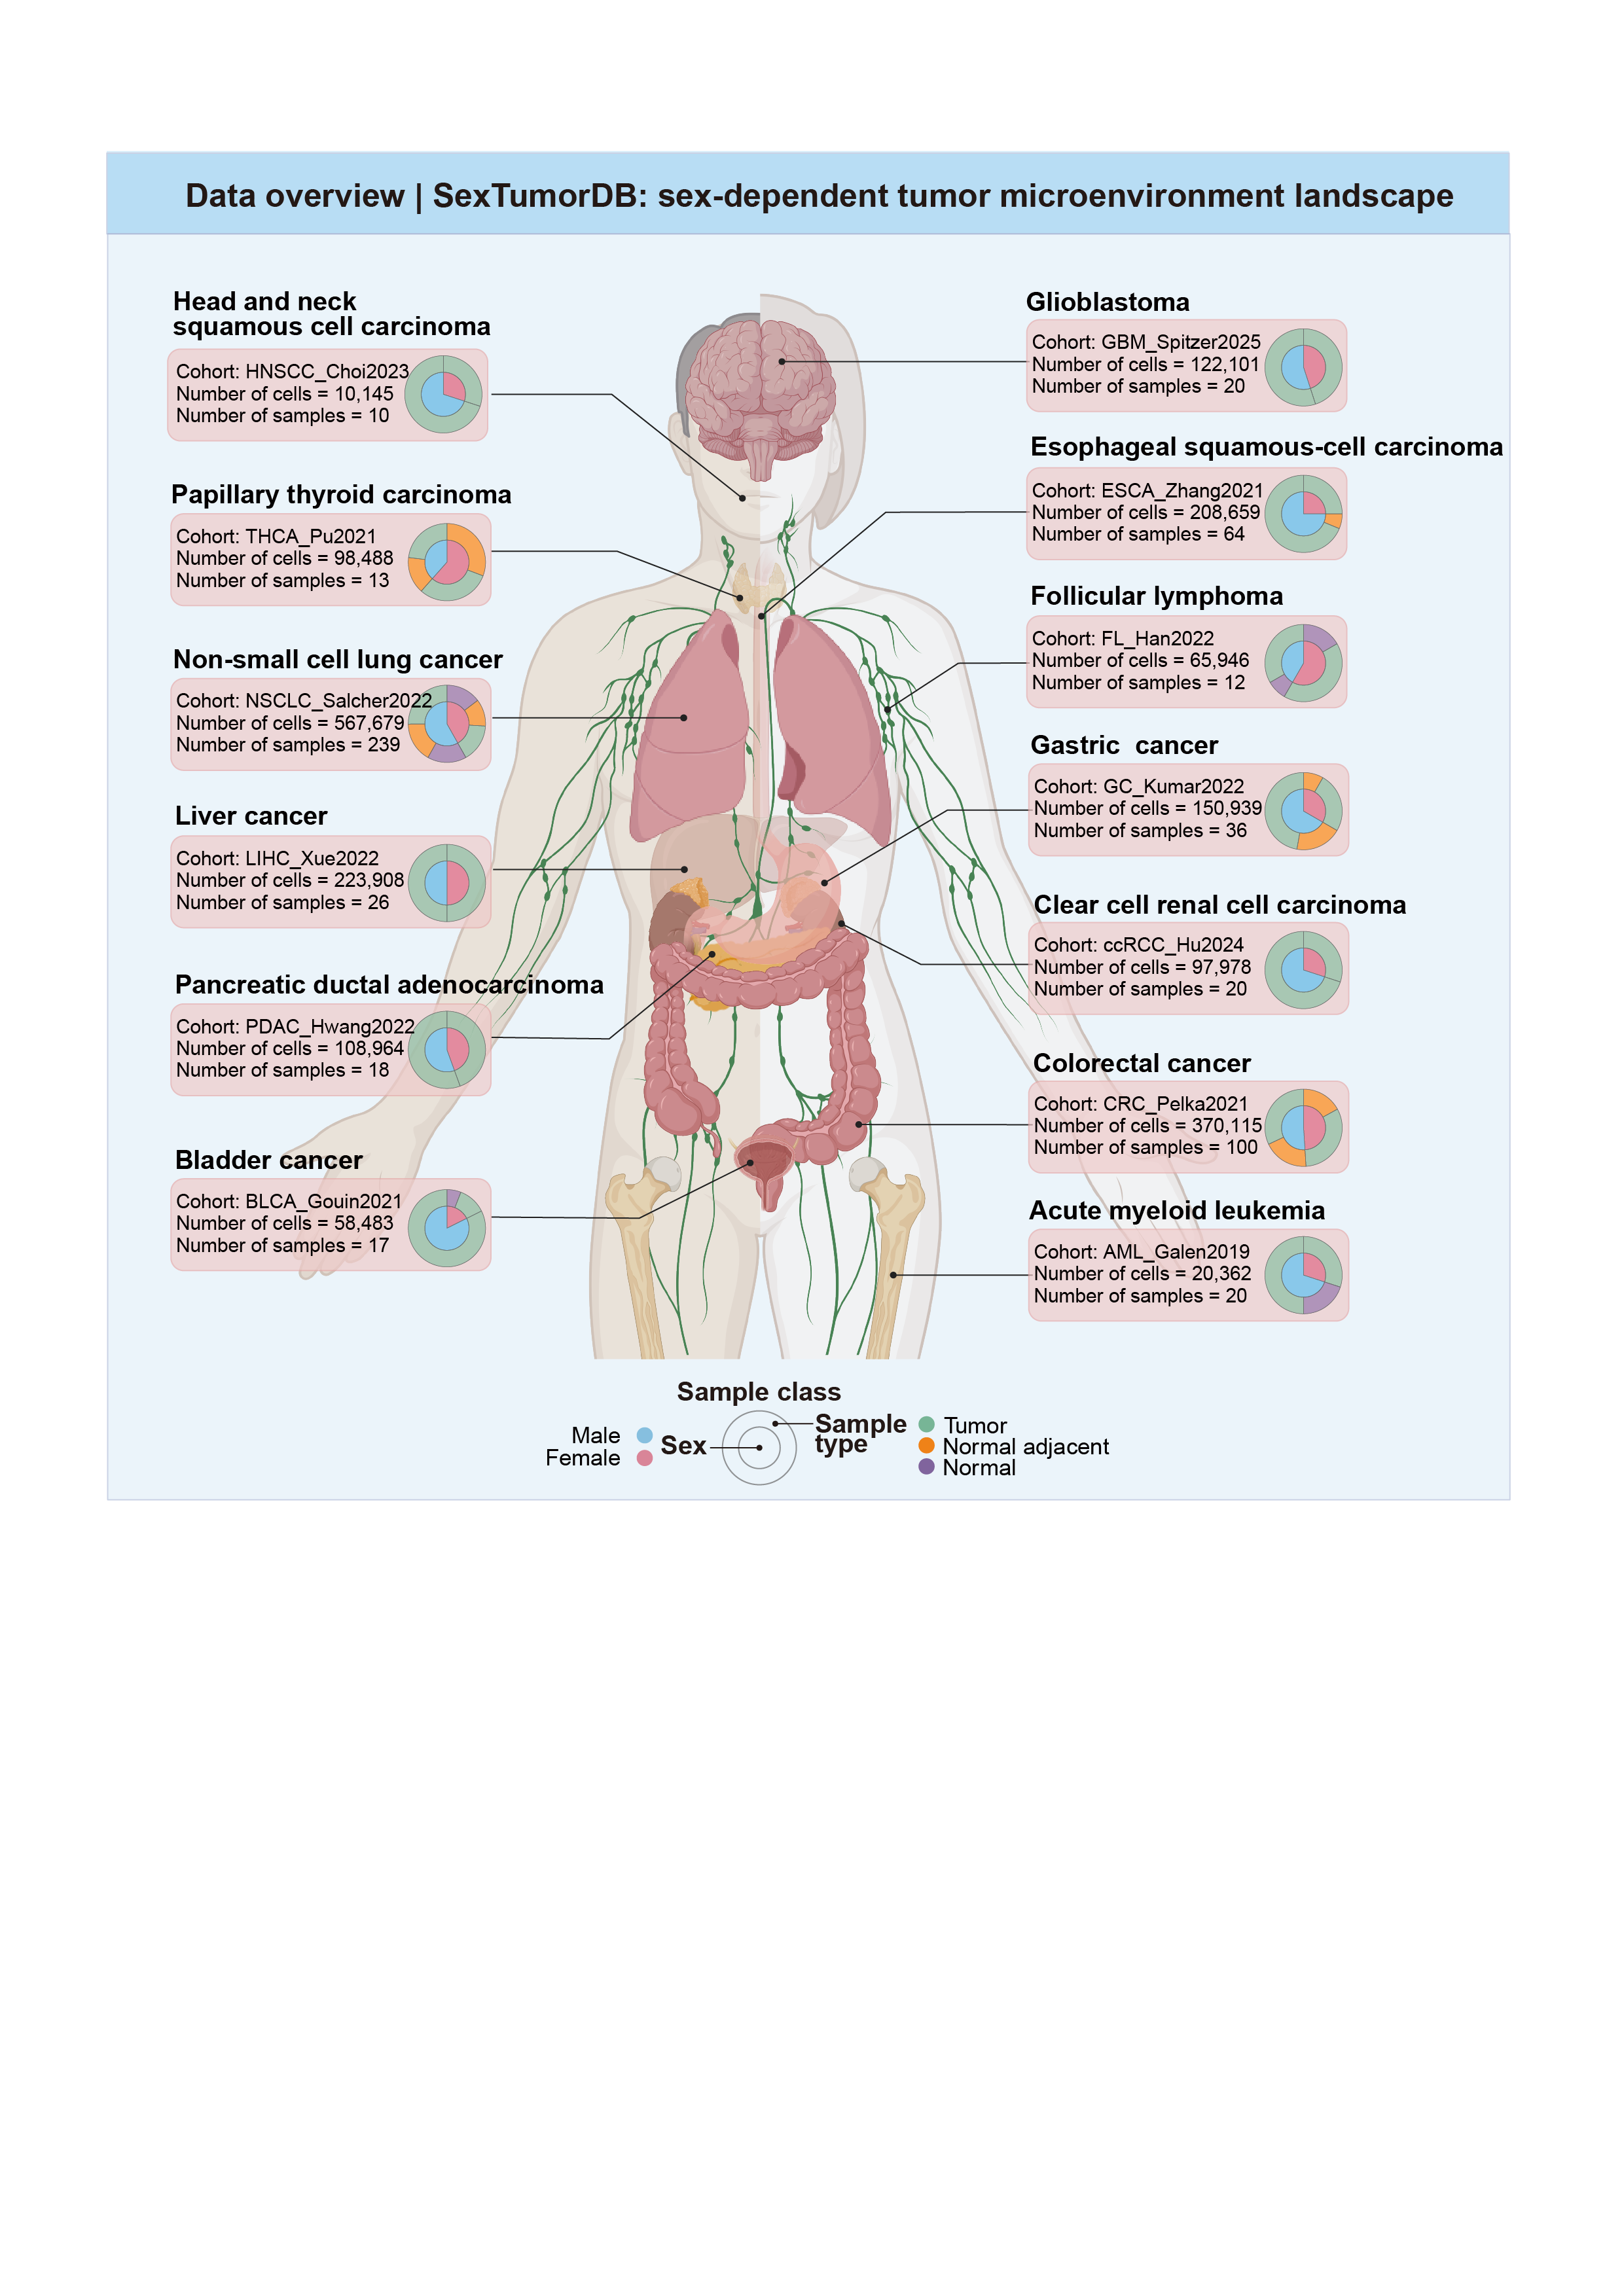 Data overview | SexTumorDB: sex-dependent tumor microenvironment landscape
Head and neck
squamous cell carcinoma
Cohort: HNSCC_Choi2023
Number of cells = 10,145
Number of samples = 10
Papillary thyroid carcinoma
Cohort: THCA_Pu2021
Number of cells = 98,488
Number of samples = 13
Non-small cell lung cancer
Cohort: NSCLC_Salcher2022
Number of cells = 567,679
Number of samples = 239
Liver cancer
Cohort: LIHC_Xue2022
Number of cells = 223,908
Number of samples = 26
Pancreatic ductal adenocarcinoma
Cohort: PDAC_Hwang2022
Number of cells = 108,964
Number of samples = 18
Bladder cancer
Cohort: BLCA_Gouin2021
Number of cells = 58,483
Number of samples = 17
Glioblastoma
Cohort: GBM_Spitzer2025
Number of cells = 122,101
Number of samples = 20
Esophageal squamous-cell carcinoma
Cohort: ESCA_Zhang2021
Number of cells = 208,659
Number of samples = 64
Follicular lymphoma
Cohort: FL_Han2022
Number of cells = 65,946
Number of samples = 12
Gastric  cancer
Cohort: GC_Kumar2022
Number of cells = 150,939
Number of samples = 36
Clear cell renal cell carcinoma
Cohort: ccRCC_Hu2024
Number of cells = 97,978
Number of samples = 20
Colorectal cancer
Cohort: CRC_Pelka2021
Number of cells = 370,115
Number of samples = 100
Acute myeloid leukemia
Cohort: AML_Galen2019
Number of cells = 20,362
Number of samples = 20
Sample class
Male
Female
Sex
Sample
type
Tumor
Normal adjacent
Normal